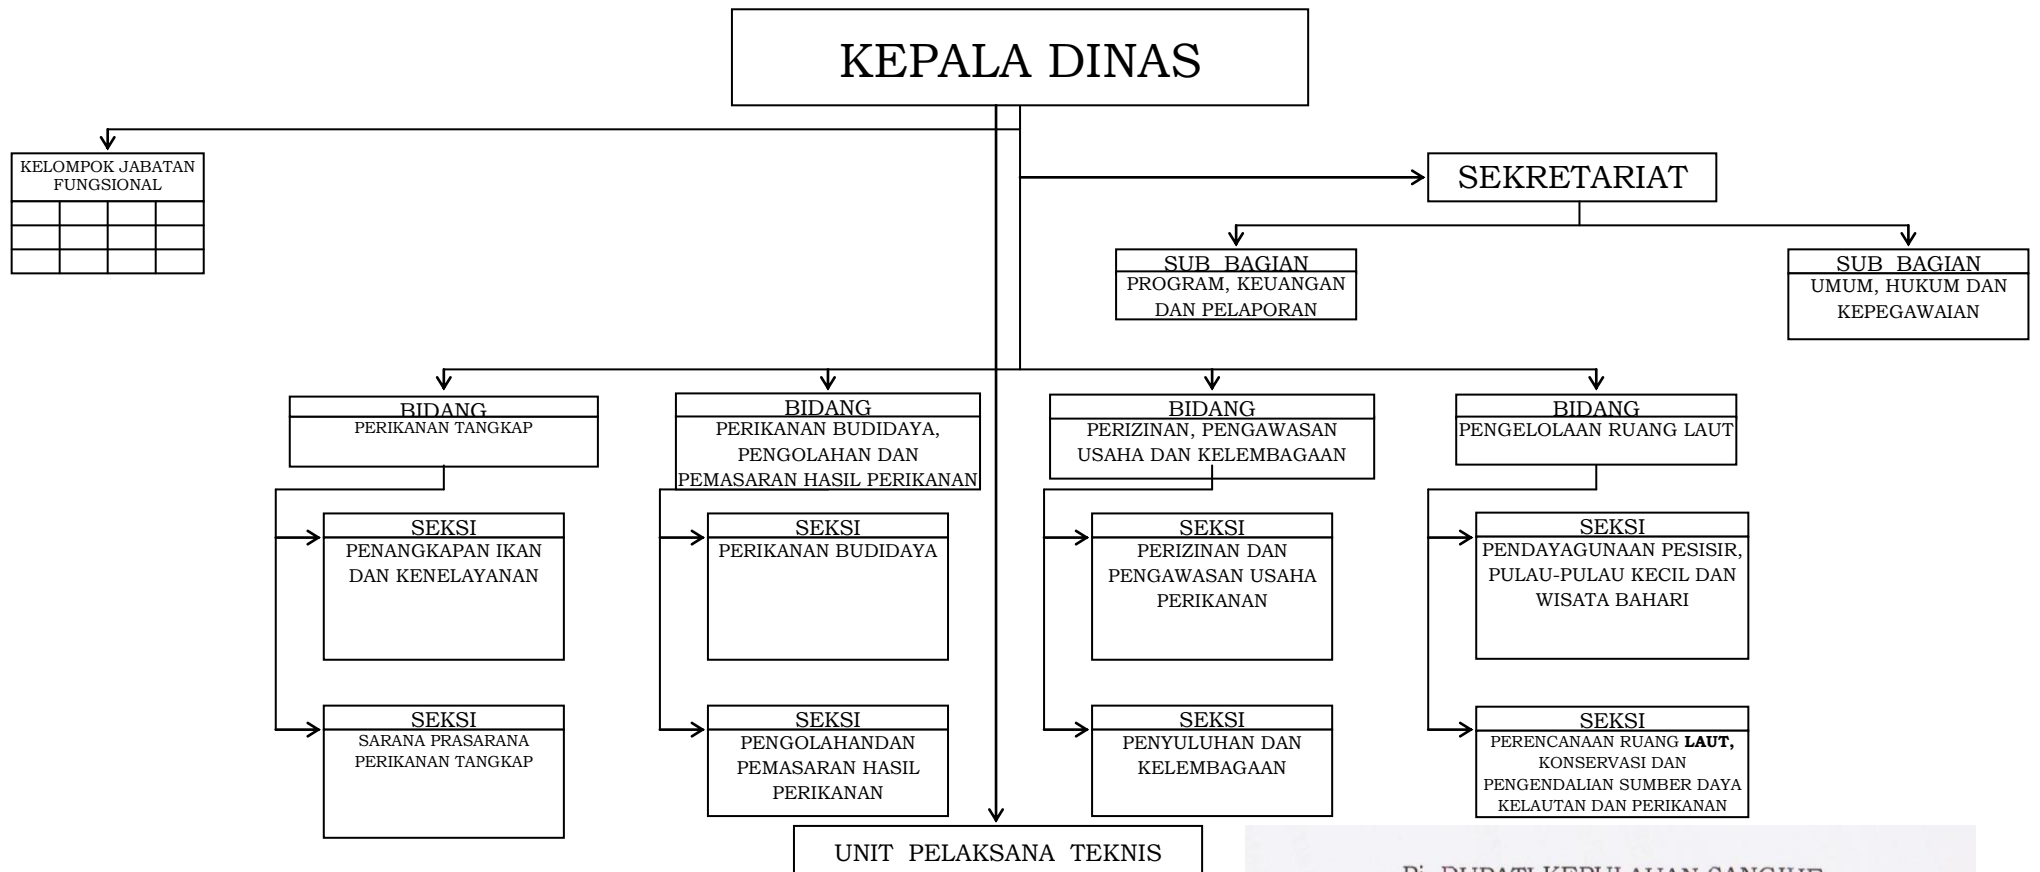 KEPALA DINAS
KELOMPOK JABATAN
FUNGSIONAL
SEKRETARIAT
SUB BAGIAN
PROGRAM, KEUANGAN
DAN PELAPORAN
SUB BAGIAN
UMUM, HUKUM DAN
KEPEGAWAIAN
BIDANG
PERIKANAN TANGKAP
BIDANG
PERIKANAN BUDIDAYA,
PENGOLAHAN DAN
PEMASARAN HASIL PERIKANAN
BIDANG
PERIZINAN, PENGAWASAN
USAHA DAN KELEMBAGAAN
BIDANG
PENGELOLAAN RUANG LAUT
SEKSI
PENANGKAPAN IKAN
DAN KENELAYANAN
SEKSI
PERIKANAN BUDIDAYA
SEKSI
PERIZINAN DAN
PENGAWASAN USAHA
PERIKANAN
SEKSI
PENDAYAGUNAAN PESISIR,
PULAU-PULAU KECIL DAN
WISATA BAHARI
SEKSI
SARANA PRASARANA
PERIKANAN TANGKAP
SEKSI
PENGOLAHANDAN
PEMASARAN HASIL
PERIKANAN
SEKSI
PENYULUHAN DAN
KELEMBAGAAN
SEKSI
PERENCANAAN RUANG LAUT,
KONSERVASI DAN
PENGENDALIAN SUMBER DAYA
KELAUTAN DAN PERIKANAN
UNIT PELAKSANA TEKNIS
Pj. BUPATI KEPULAUAN SANGIHE